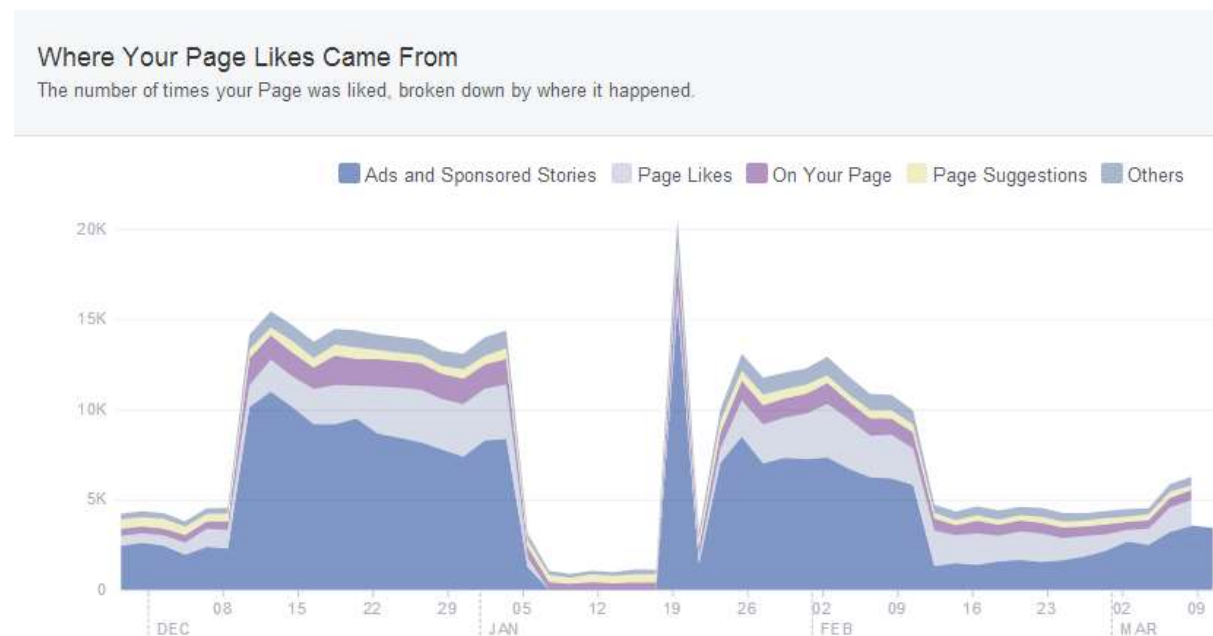 Where Your Page Likes Came From
The number of times your Page was liked, broken down by where it happened.
Ads and Sponsored Stories Page Likes On Your Page Page Suggestions Others
20K
15K
10K
5K
0
08 15 22 29 05 12 19 26 02 09 16 23 02 09
DEC JAN FEB MAR